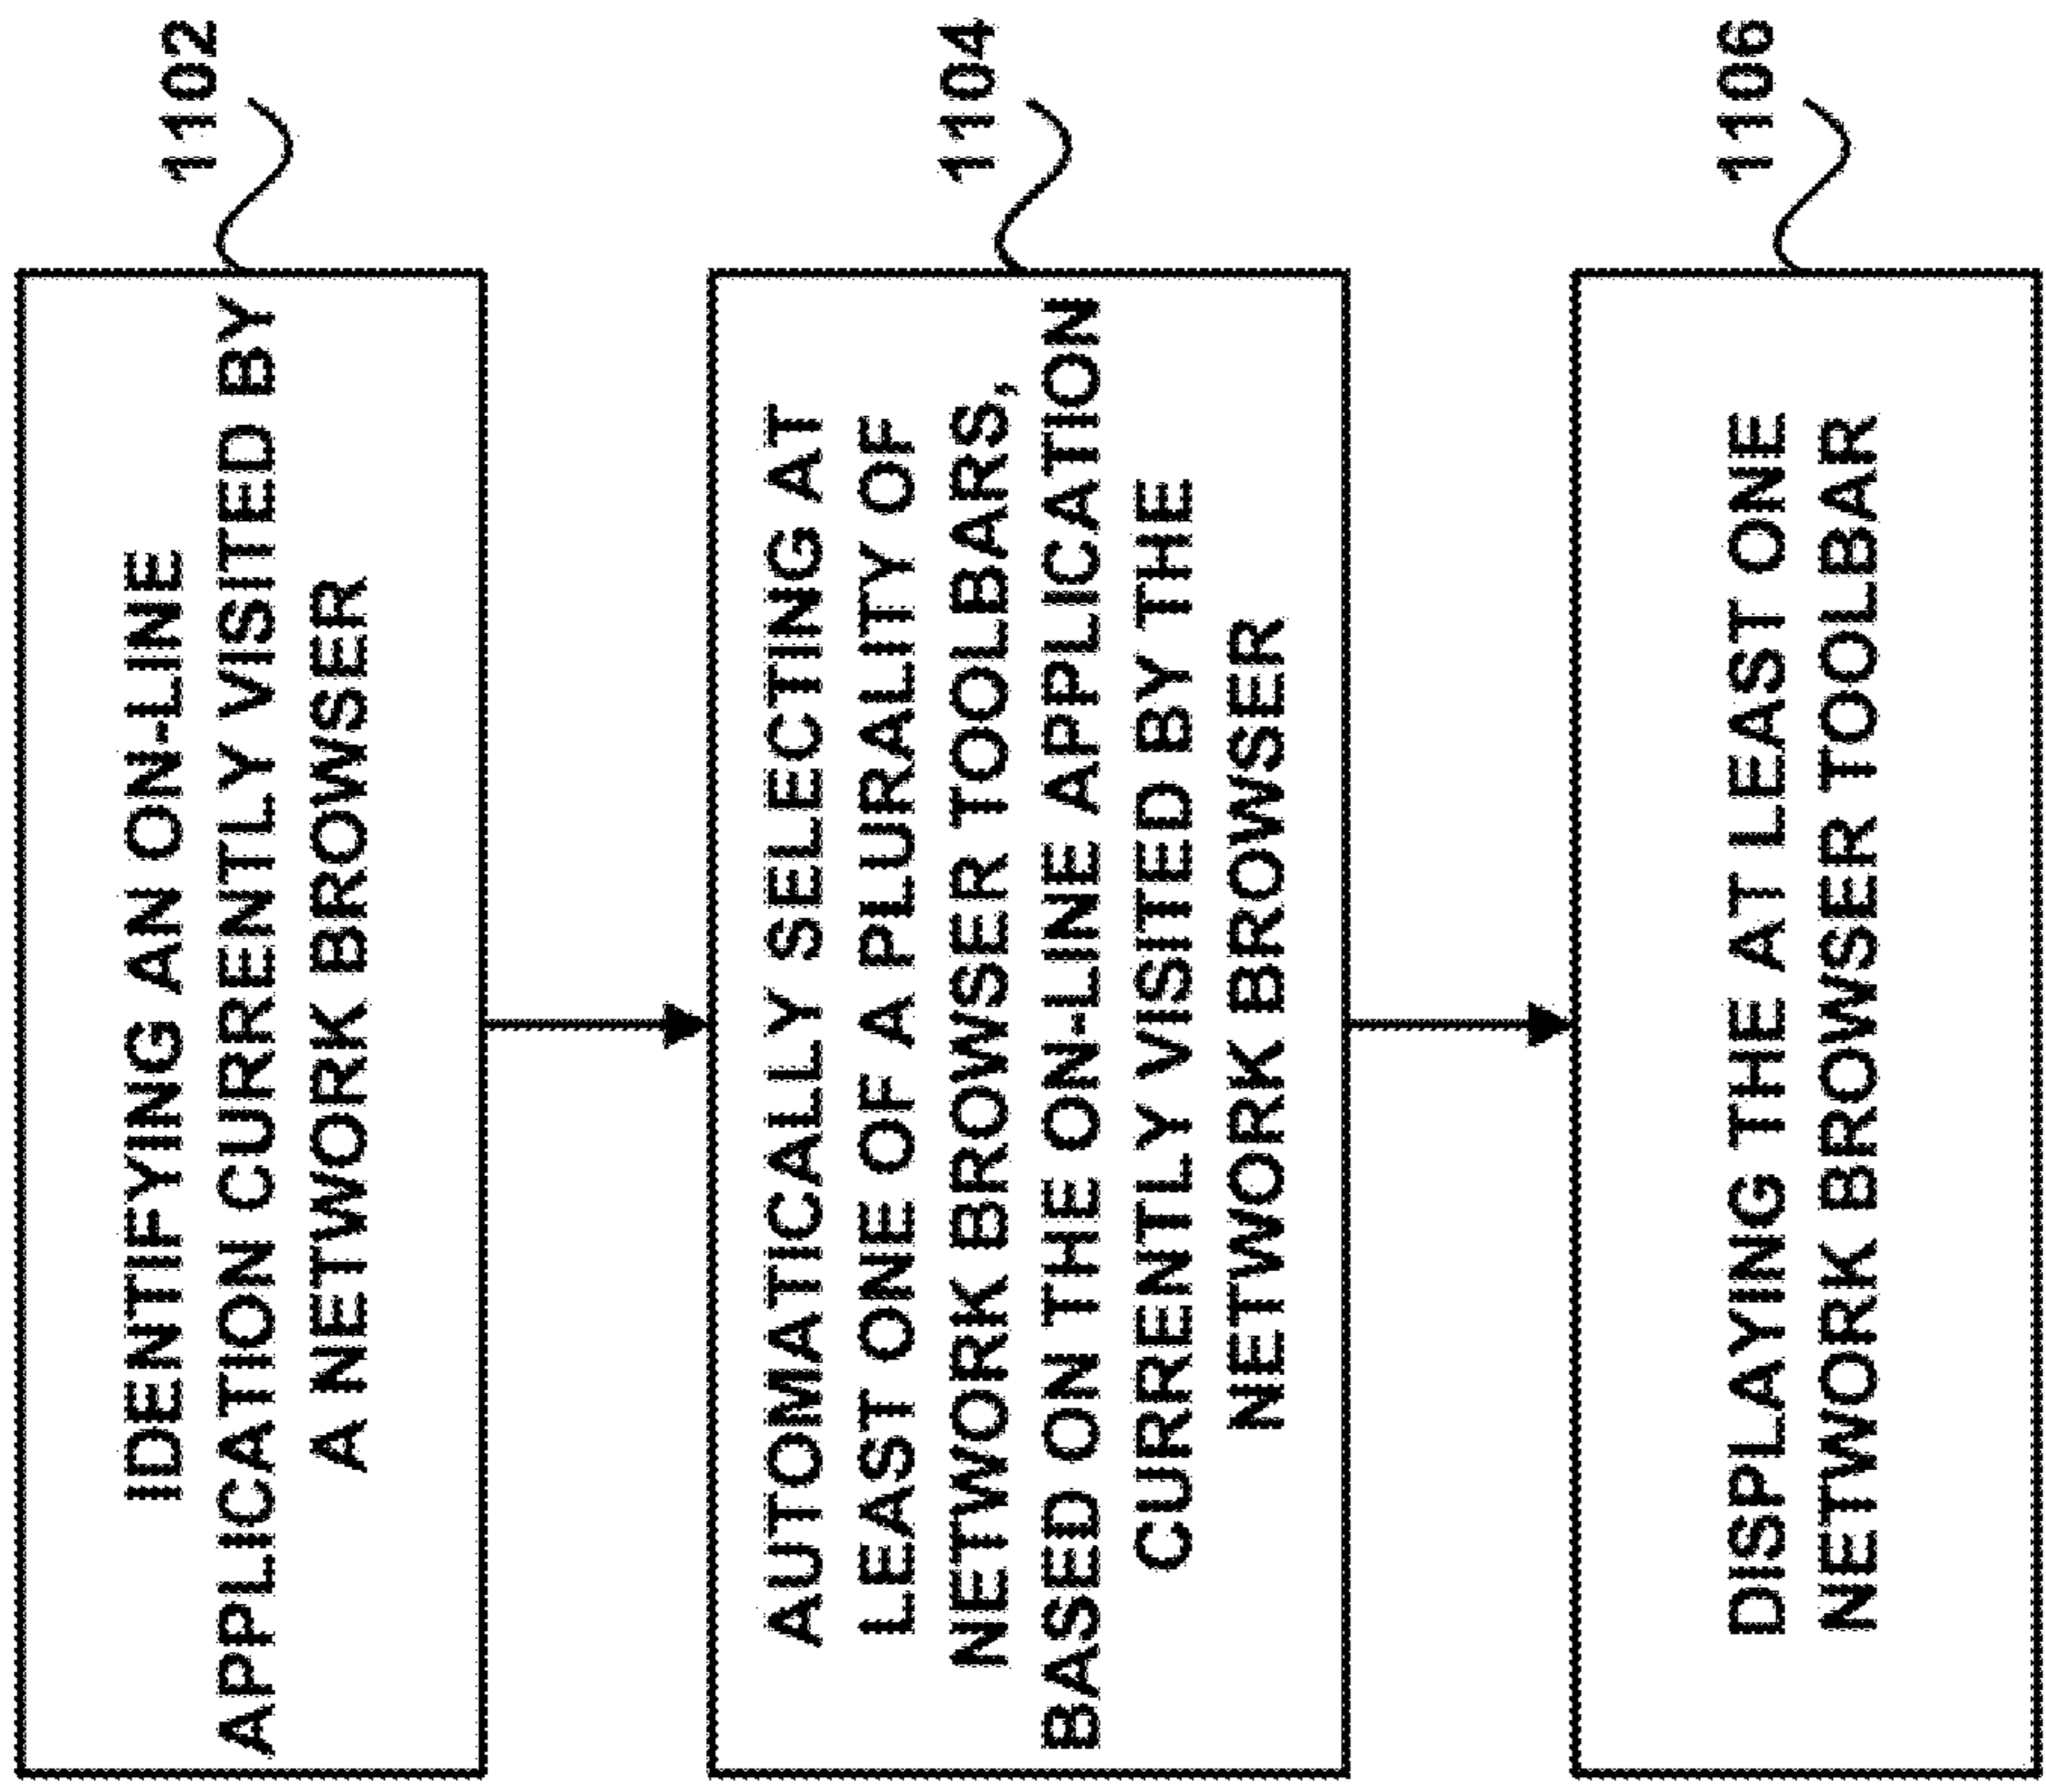 1102
IDENTIFYING AN ON-LINE
APPLICATION CURRENTLY VISITED BY
A NETWORK BROWSER
1104
AUTOMATICALLY SELECTING AT
LEAST ONE OF A PLURALITY OF
NETWORK BROWSER TOOLBARS,
BASED ON THE ON-LINE APPLICATION
CURRENTLY VISITED BY THE
NETWORK BROWSER
1106
DISPLAYING THE AT LEAST ONE
NETWORK BROWSER TOOLBAR